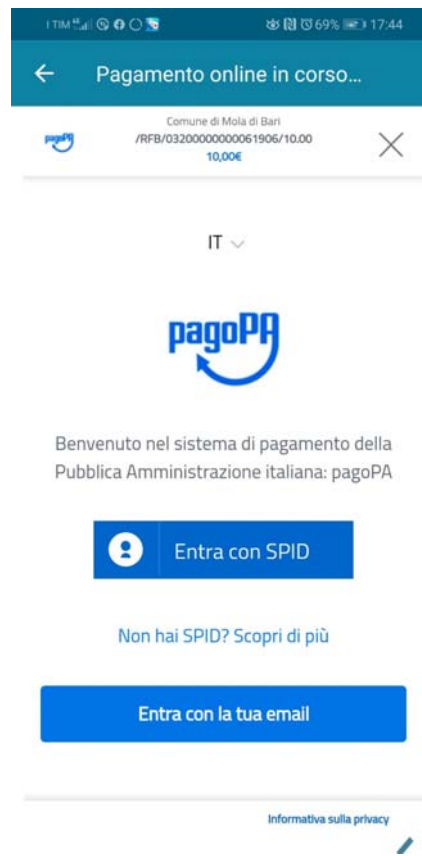 I TIM 69% 17:44
Pagamento online in corso...
Comune di Mola di Bari
pagoPA /RFB/03200000000061906/10.00
10,00€
IT
pagoPA
Benvenuto nel sistema di pagamento della
Pubblica Amministrazione italiana: pagoPA
Entra con SPID
Non hai SPID? Scopri di più
Entra con la tua email
Informativa sulla privacy